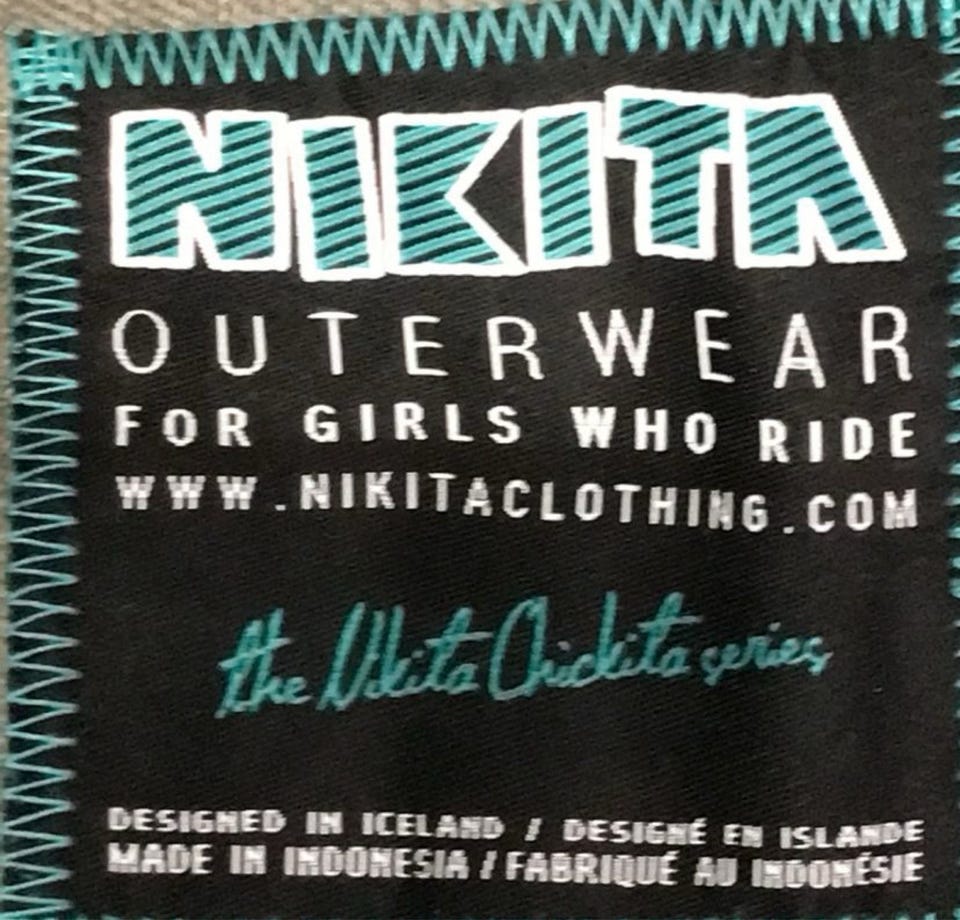 NIKITA
OUTERWEAR
FOR GIRLS WHO RIDE
WWW.NIKITACLOTHING.COM
the Nikita Chickita series
DESIGNED IN ICELAND / DESIGNÉ EN ISLANDE
MADE IN INDONESIA / FABRIQUÉ AU INDONÉSIE